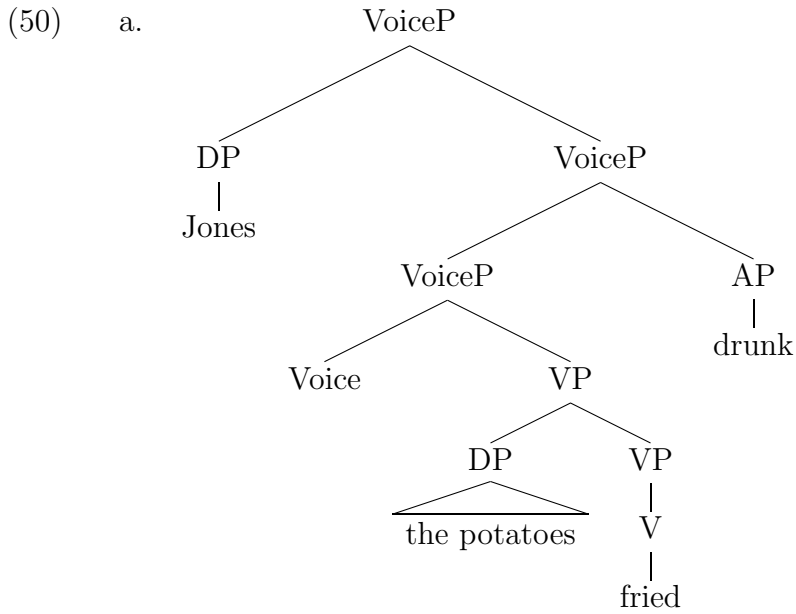 (50) a. VoiceP
DP VoiceP
Jones
VoiceP AP
drunk
Voice VP
DP VP
the potatoes V
fried